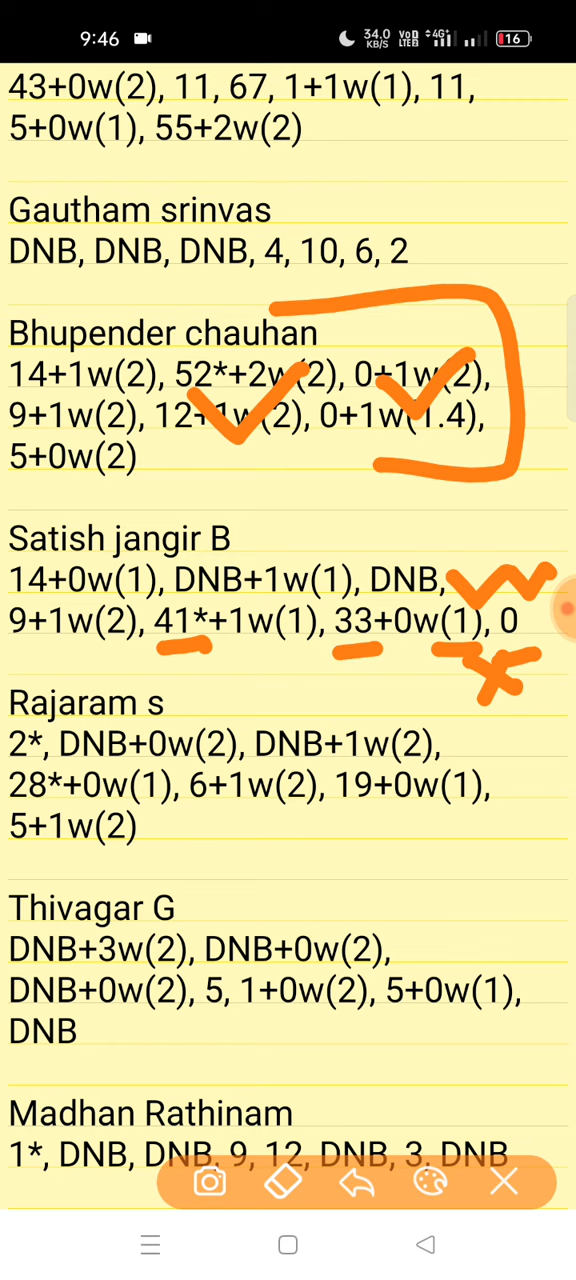 9:46
34.0 KB/S VoD LTE2 4G 16
43+0w(2), 11, 67, 1+1w(1), 11,
5+0w(1), 55+2w(2)
Gautham srinvas
DNB, DNB, DNB, 4, 10, 6, 2
Bhupender chauhan
14+1w(2), 52*+2w(2), 0+1w(2),
9+1w(2), 12+1w(2), 0+1w(1.4),
5+0w(2)
Satish jangir B
14+0w(1), DNB+1w(1), DNB,
9+1w(2), 41*+1w(1), 33+0w(1), 0
Rajaram s
2*, DNB+0w(2), DNB+1w(2),
28*+0w(1), 6+1w(2), 19+0w(1),
5+1w(2)
Thivagar G
DNB+3w(2), DNB+0w(2),
DNB+0w(2), 5, 1+0w(2), 5+0w(1),
DNB
Madhan Rathinam
1*, DNB, DNB, 9, 12, DNB, 3, DNB